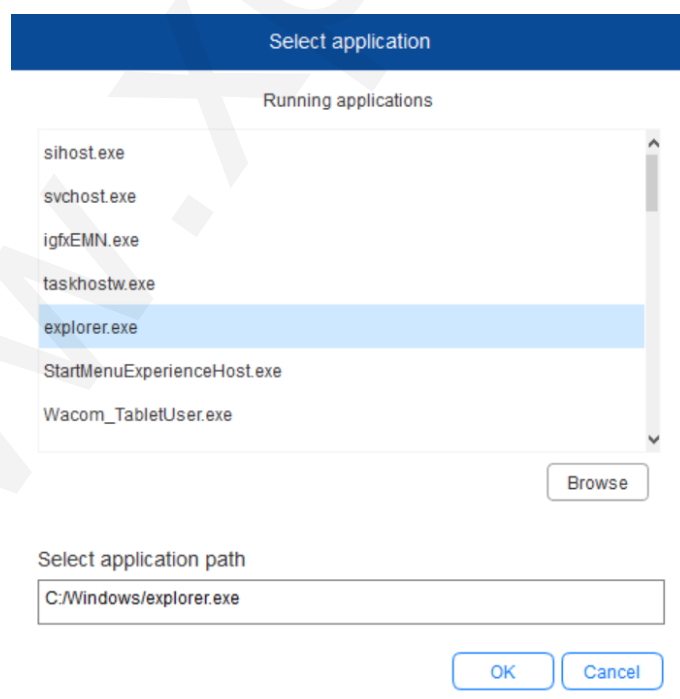 Select application
Running applications
sihost.exe
svchost.exe
igfxEMN.exe
taskhostw.exe
explorer.exe
StartMenuExperienceHost.exe
Wacom_TabletUser.exe
Browse
Select application path
C:/Windows/explorer.exe
OK Cancel